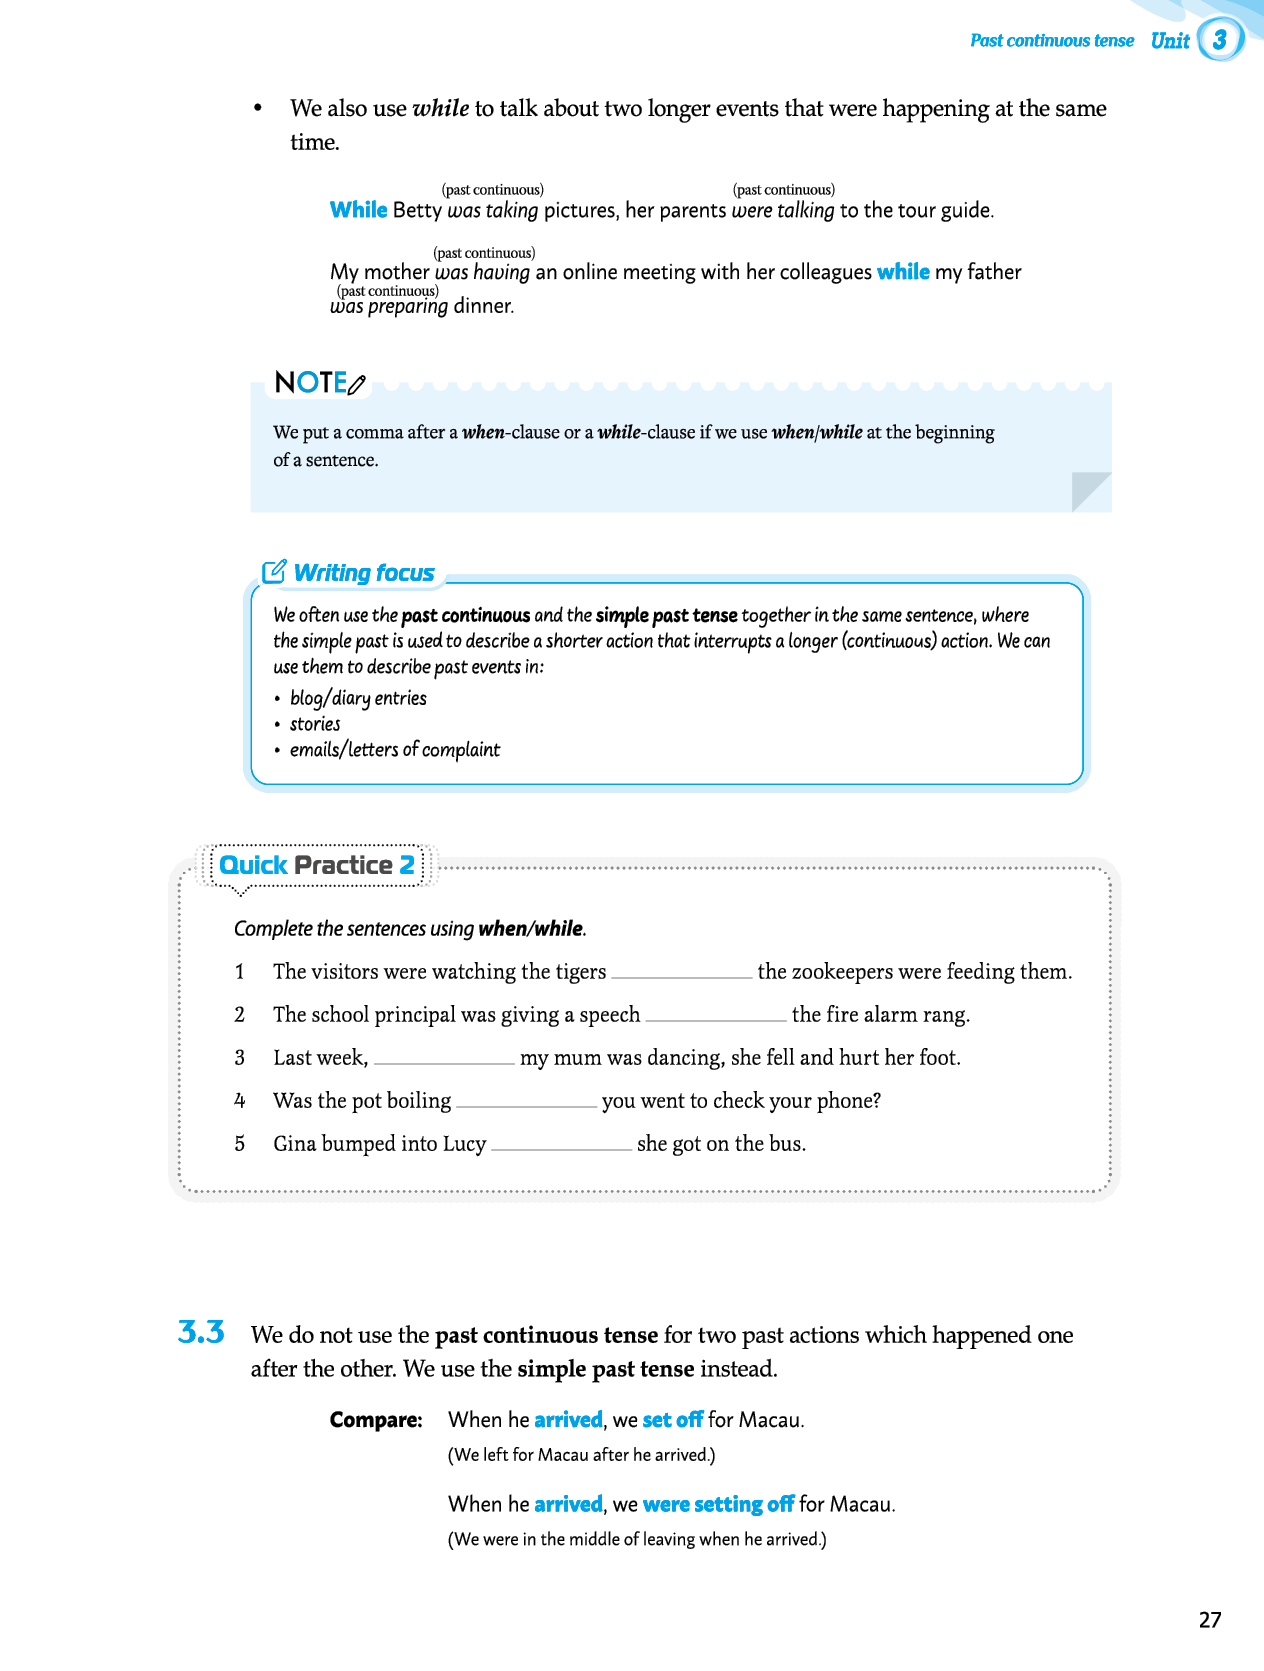 Past continuous tense Unit 3
• We also use while to talk about two longer events that were happening at the same
time.
(past continuous) (past continuous)
While Betty was taking pictures, her parents were talking to the tour guide.
(past continuous)
My mother was having an online meeting with her colleagues while my father
(past continuous)
was preparing dinner.
NOTE
We put a comma after a when-clause or a while-clause if we use when/while at the beginning
of a sentence.
Writing focus
We often use the past continuous and the simple past tense together in the same sentence, where
the simple past is used to describe a shorter action that interrupts a longer (continuous) action. We can
use them to describe past events in:
• blog/diary entries
• stories
• emails/letters of complaint
Quick Practice 2
Complete the sentences using when/while.
1 The visitors were watching the tigers ____________ the zookeepers were feeding them.
2 The school principal was giving a speech ____________ the fire alarm rang.
3 Last week, ____________ my mum was dancing, she fell and hurt her foot.
4 Was the pot boiling ____________ you went to check your phone?
5 Gina bumped into Lucy ____________ she got on the bus.
3.3 We do not use the past continuous tense for two past actions which happened one
after the other. We use the simple past tense instead.
Compare: When he arrived, we set off for Macau.
(We left for Macau after he arrived.)
When he arrived, we were setting off for Macau.
(We were in the middle of leaving when he arrived.)
27